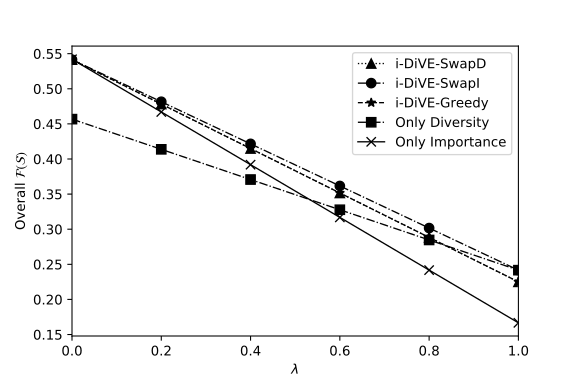 0.55
0.50
0.45
0.40
0.35
0.30
0.25
0.20
0.15
Overall 𝓕(S)
i-DiVE-SwapD
i-DiVE-SwapI
i-DiVE-Greedy
Only Diversity
Only Importance
0.0 0.2 0.4 0.6 0.8 1.0
λ